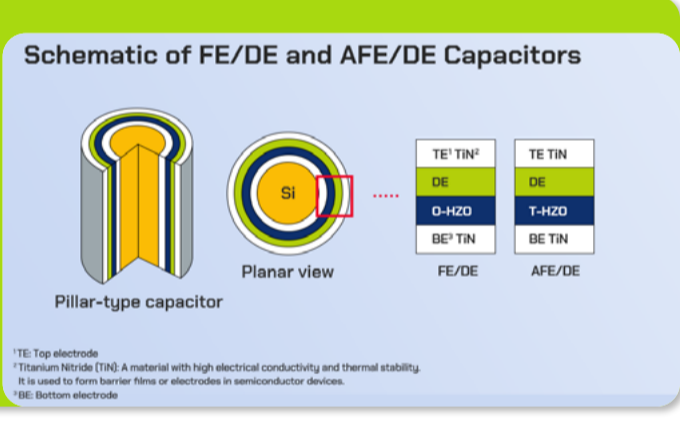 Schematic of FE/DE and AFE/DE Capacitors
Si
TE¹ TiN²
DE
O-HZO
BE³ TiN
FE/DE
TE TiN
DE
T-HZO
BE TiN
AFE/DE
Planar view
Pillar-type capacitor
¹TE: Top electrode
²Titanium Nitride (TiN): A material with high electrical conductivity and thermal stability.
It is used to form barrier films or electrodes in semiconductor devices.
³BE: Bottom electrode